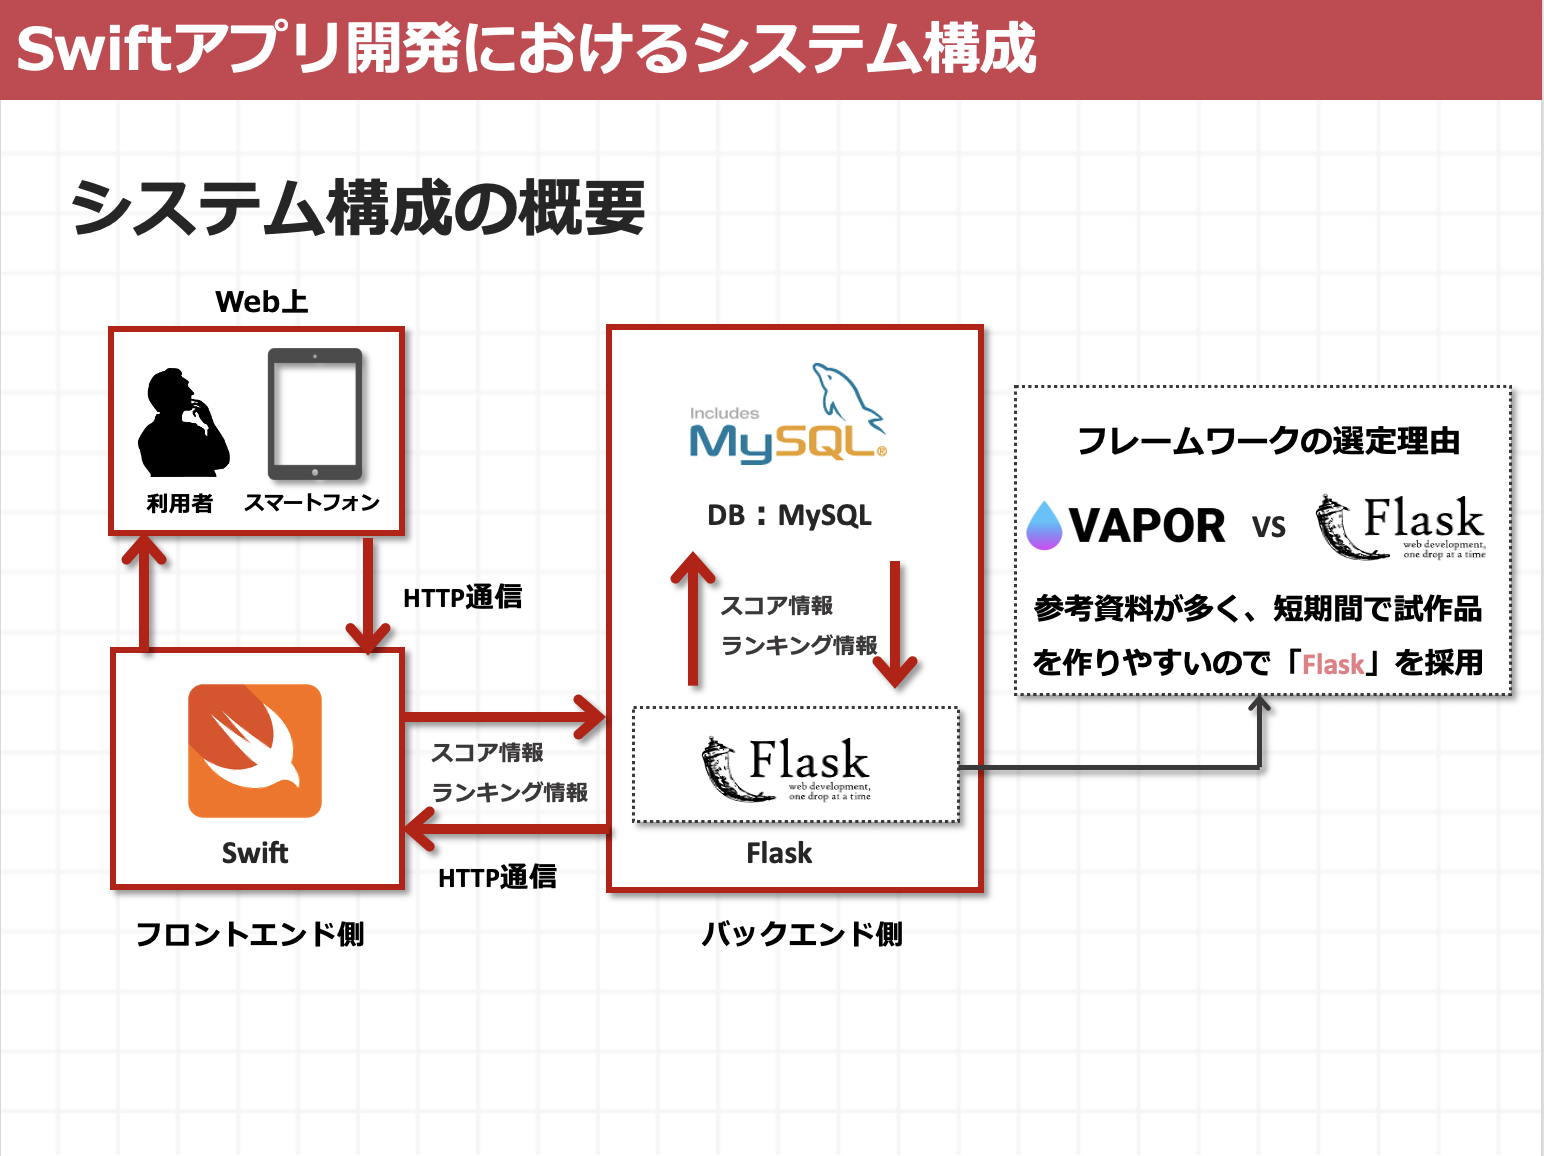 Swiftアプリ開発におけるシステム構成
システム構成の概要
Web上
利用者
スマートフォン
HTTP通信
Swift
フロントエンド側
スコア情報
ランキング情報
HTTP通信
Includes
MySQL®
DB：MySQL
スコア情報
ランキング情報
Flask
web development,
one drop at a time
Flask
バックエンド側
フレームワークの選定理由
VAPOR vs Flask
web development,
one drop at a time
参考資料が多く、短期間で試作品
を作りやすいので「Flask」を採用